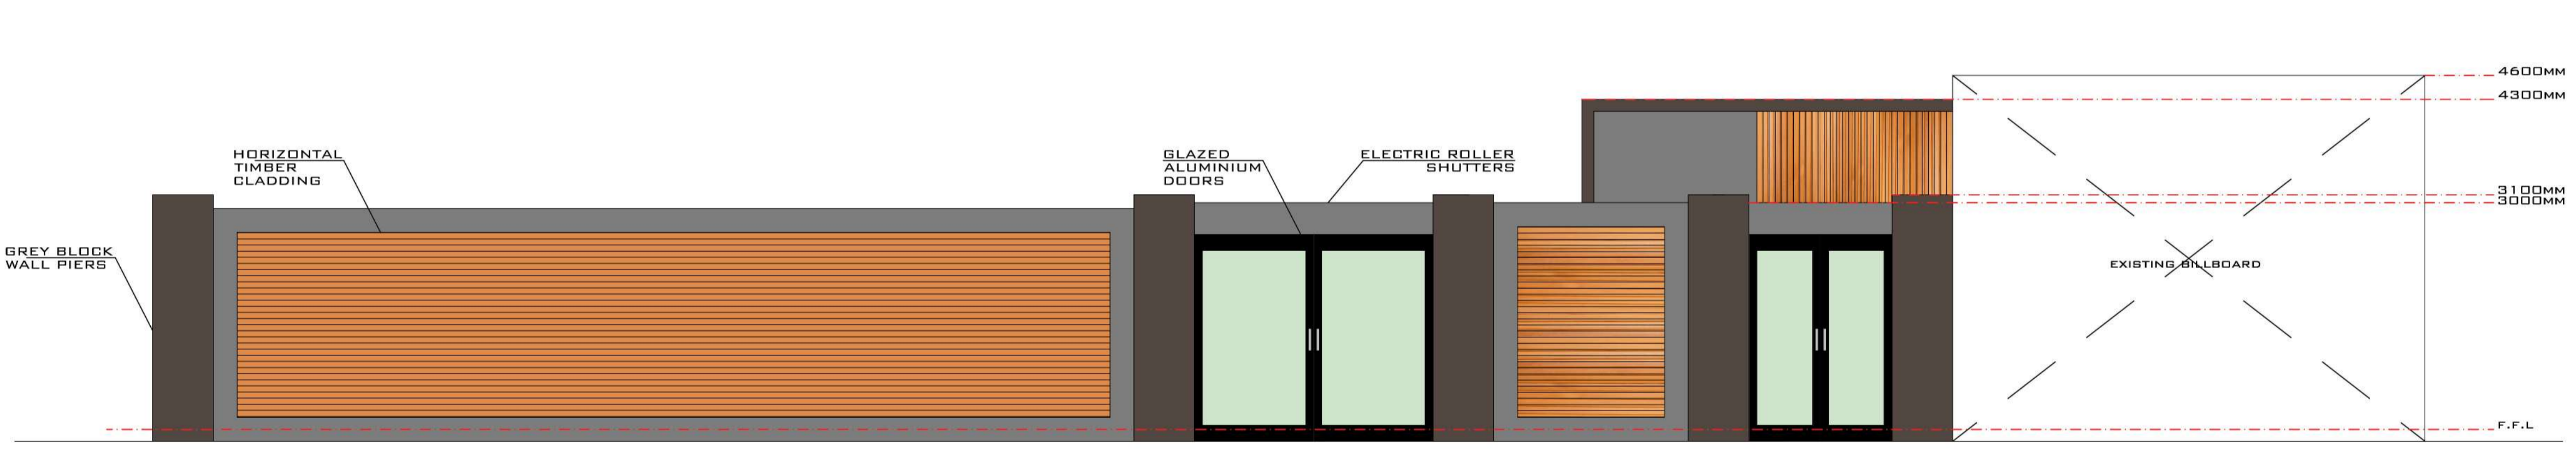 4600MM
4300MM
HORIZONTAL
TIMBER
CLADDING
GLAZED
ALUMINIUM
DOORS
ELECTRIC ROLLER
SHUTTERS
3100MM
3000MM
GREY BLOCK
WALL PIERS
EXISTING BILLBOARD
F.F.L